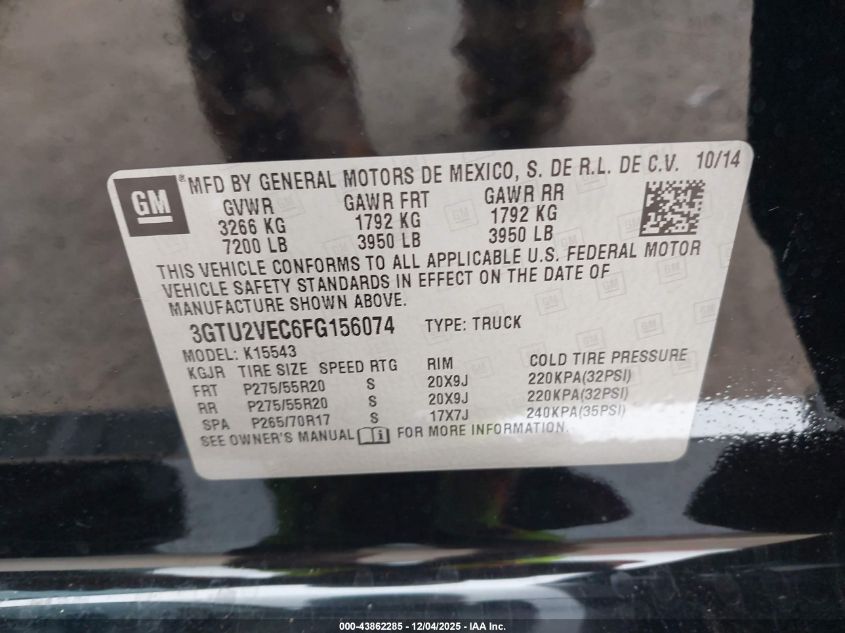 GM ® MFD BY GENERAL MOTORS DE MEXICO, S. DE R.L. DE C.V. 10/14
GVWR GAWR FRT GAWR RR
3266 KG 1792 KG 1792 KG
7200 LB 3950 LB 3950 LB
THIS VEHICLE CONFORMS TO ALL APPLICABLE U.S. FEDERAL MOTOR
VEHICLE SAFETY STANDARDS IN EFFECT ON THE DATE OF
MANUFACTURE SHOWN ABOVE.
3GTU2VEC6FG156074 TYPE: TRUCK
MODEL: K15543
KGJR TIRE SIZE SPEED RTG RIM COLD TIRE PRESSURE
FRT P275/55R20 S 20X9J 220KPA(32PSI)
RR P275/55R20 S 20X9J 220KPA(32PSI)
SPA P265/70R17 S 17X7J 240KPA(35PSI)
SEE OWNER'S MANUAL FOR MORE INFORMATION.
000-43862285 - 12/04/2025 - IAA Inc.